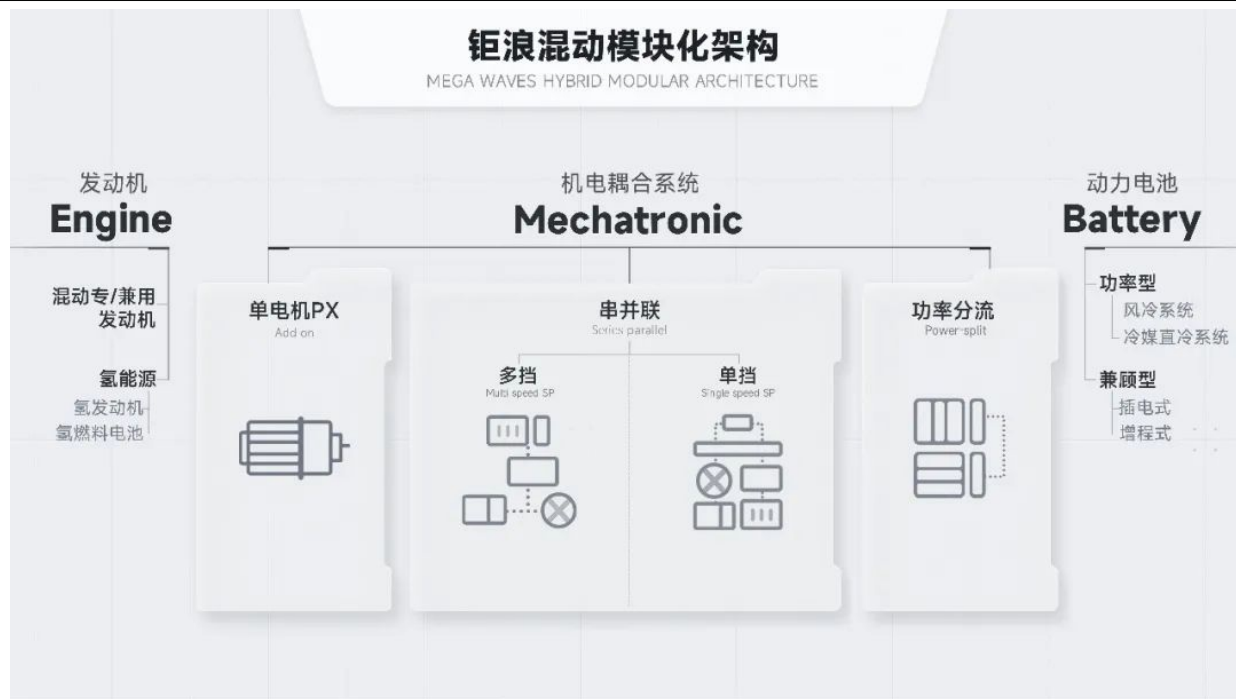 钜浪混动模块化架构
MEGA WAVES HYBRID MODULAR ARCHITECTURE
发动机
Engine
混动专/兼用
发动机
氢能源
氢发动机
氢燃料电池
机电耦合系统
Mechatronic
单电机PX
Add on
串并联
Series parallel
多挡
Multi speed SP
单挡
Single speed SP
功率分流
Power-split
动力电池
Battery
功率型
风冷系统
冷媒直冷系统
兼顾型
插电式
增程式